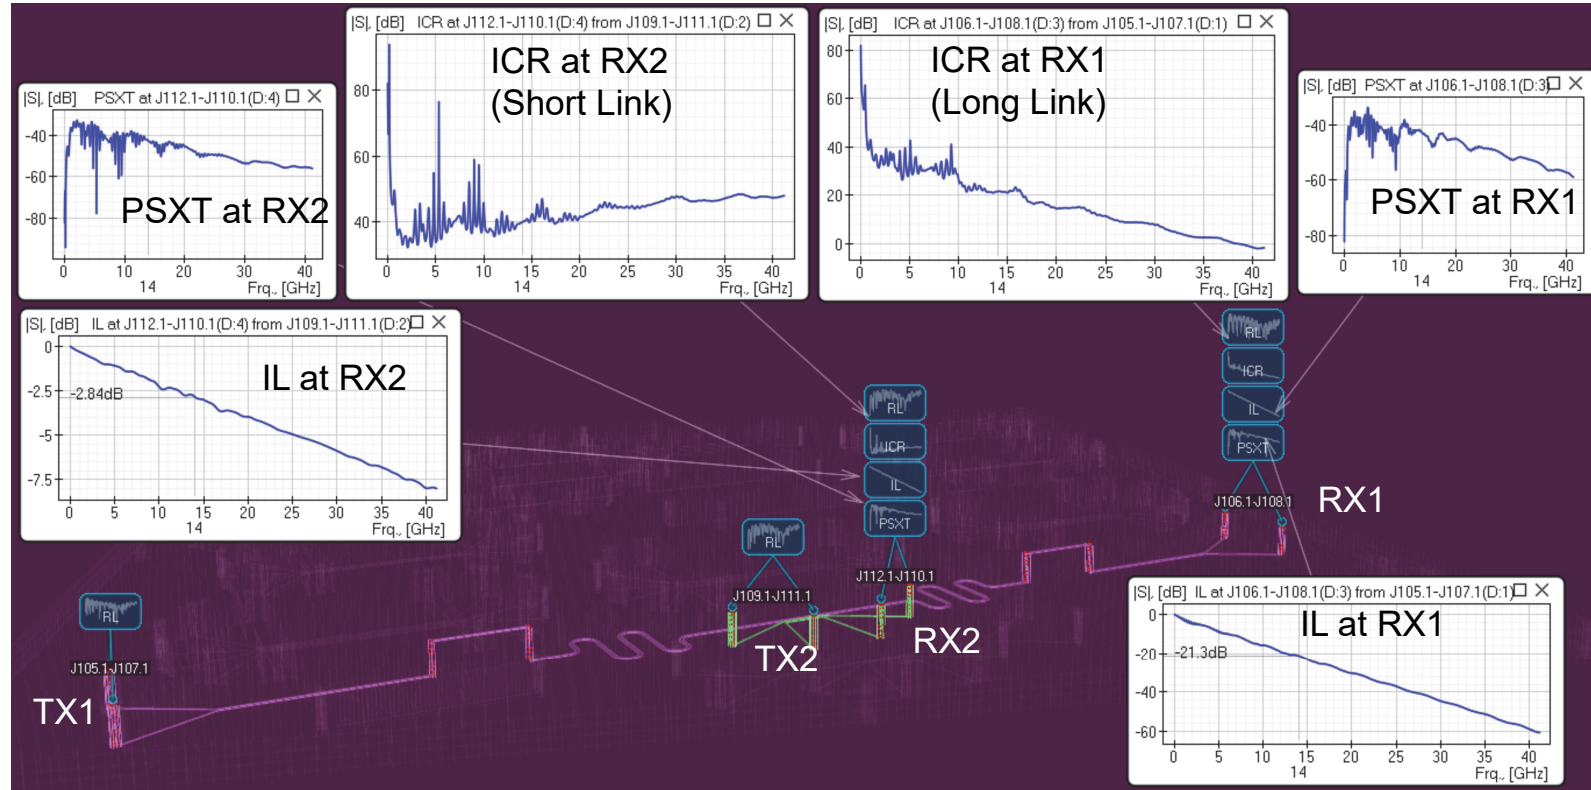 |S|, [dB] PSXT at J112.1-J110.1(D:4)
-40
-60
-80
PSXT at RX2
0 10 20 30 40
14 Frq., [GHz]
|S|, [dB] ICR at J112.1-J110.1(D:4) from J109.1-J111.1(D:2)
ICR at RX2
(Short Link)
80
60
40
0 5 10 15 20 25 30 35 40
14 Frq., [GHz]
|S|, [dB] ICR at J106.1-J108.1(D:3) from J105.1-J107.1(D:1)
ICR at RX1
(Long Link)
80
60
40
20
0
0 5 10 15 20 25 30 35 40
14 Frq., [GHz]
|S|, [dB] PSXT at J106.1-J108.1(D:3)
-40
-60
-80
PSXT at RX1
0 10 20 30 40
14 Frq., [GHz]
|S|, [dB] IL at J112.1-J110.1(D:4) from J109.1-J111.1(D:2)
IL at RX2
0
-2.5
-2.84dB
-5
-7.5
0 5 10 15 20 25 30 35 40
14 Frq., [GHz]
RL
ICR
IL
PSXT
J106.1-J108.1
RX1
RL
ICR
IL
PSXT
J112.1-J110.1
RX2
RL
J109.1-J111.1
TX2
RL
J105.1-J107.1
TX1
|S|, [dB] IL at J106.1-J108.1(D:3) from J105.1-J107.1(D:1)
IL at RX1
0
-20
-21.3dB
-40
-60
0 5 10 15 20 25 30 35 40
14 Frq., [GHz]